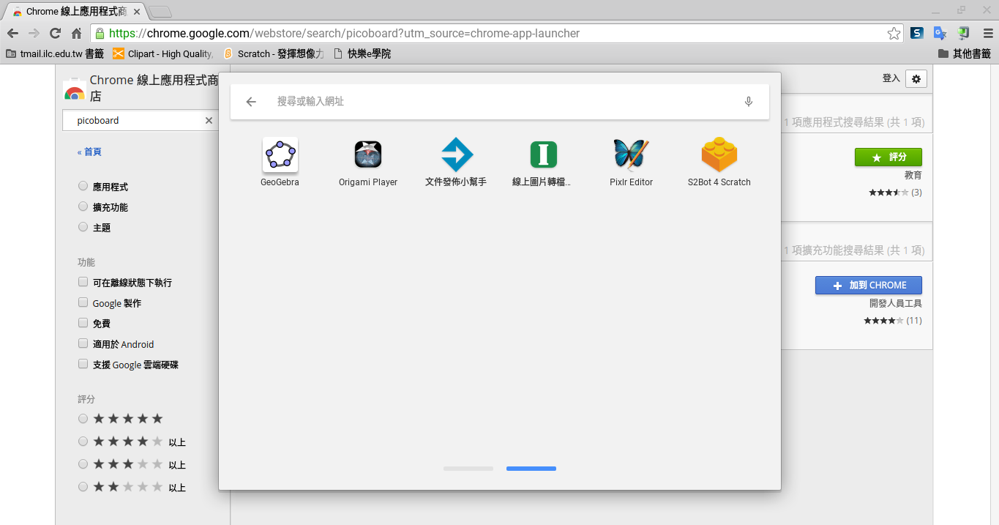 Chrome 線上應用程式商
https://chrome.google.com/webstore/search/picoboard?utm_source=chrome-app-launcher
tmail.ilc.edu.tw 書籤
Clipart - High Quality,
Scratch - 發揮想像力
快樂e學院
其他書籤
Chrome 線上應用程式商
店
登入
picoboard
« 首頁
應用程式
擴充功能
主題
功能
可在離線狀態下執行
Google 製作
免費
適用於 Android
支援 Google 雲端硬碟
評分
以上
以上
以上
搜尋或輸入網址
GeoGebra
Origami Player
文件發佈小幫手
線上圖片轉檔...
Pixlr Editor
S2Bot 4 Scratch
1 項應用程式搜尋結果 (共 1 項)
評分
教育
(3)
1 項擴充功能搜尋結果 (共 1 項)
加到 CHROME
開發人員工具
(11)